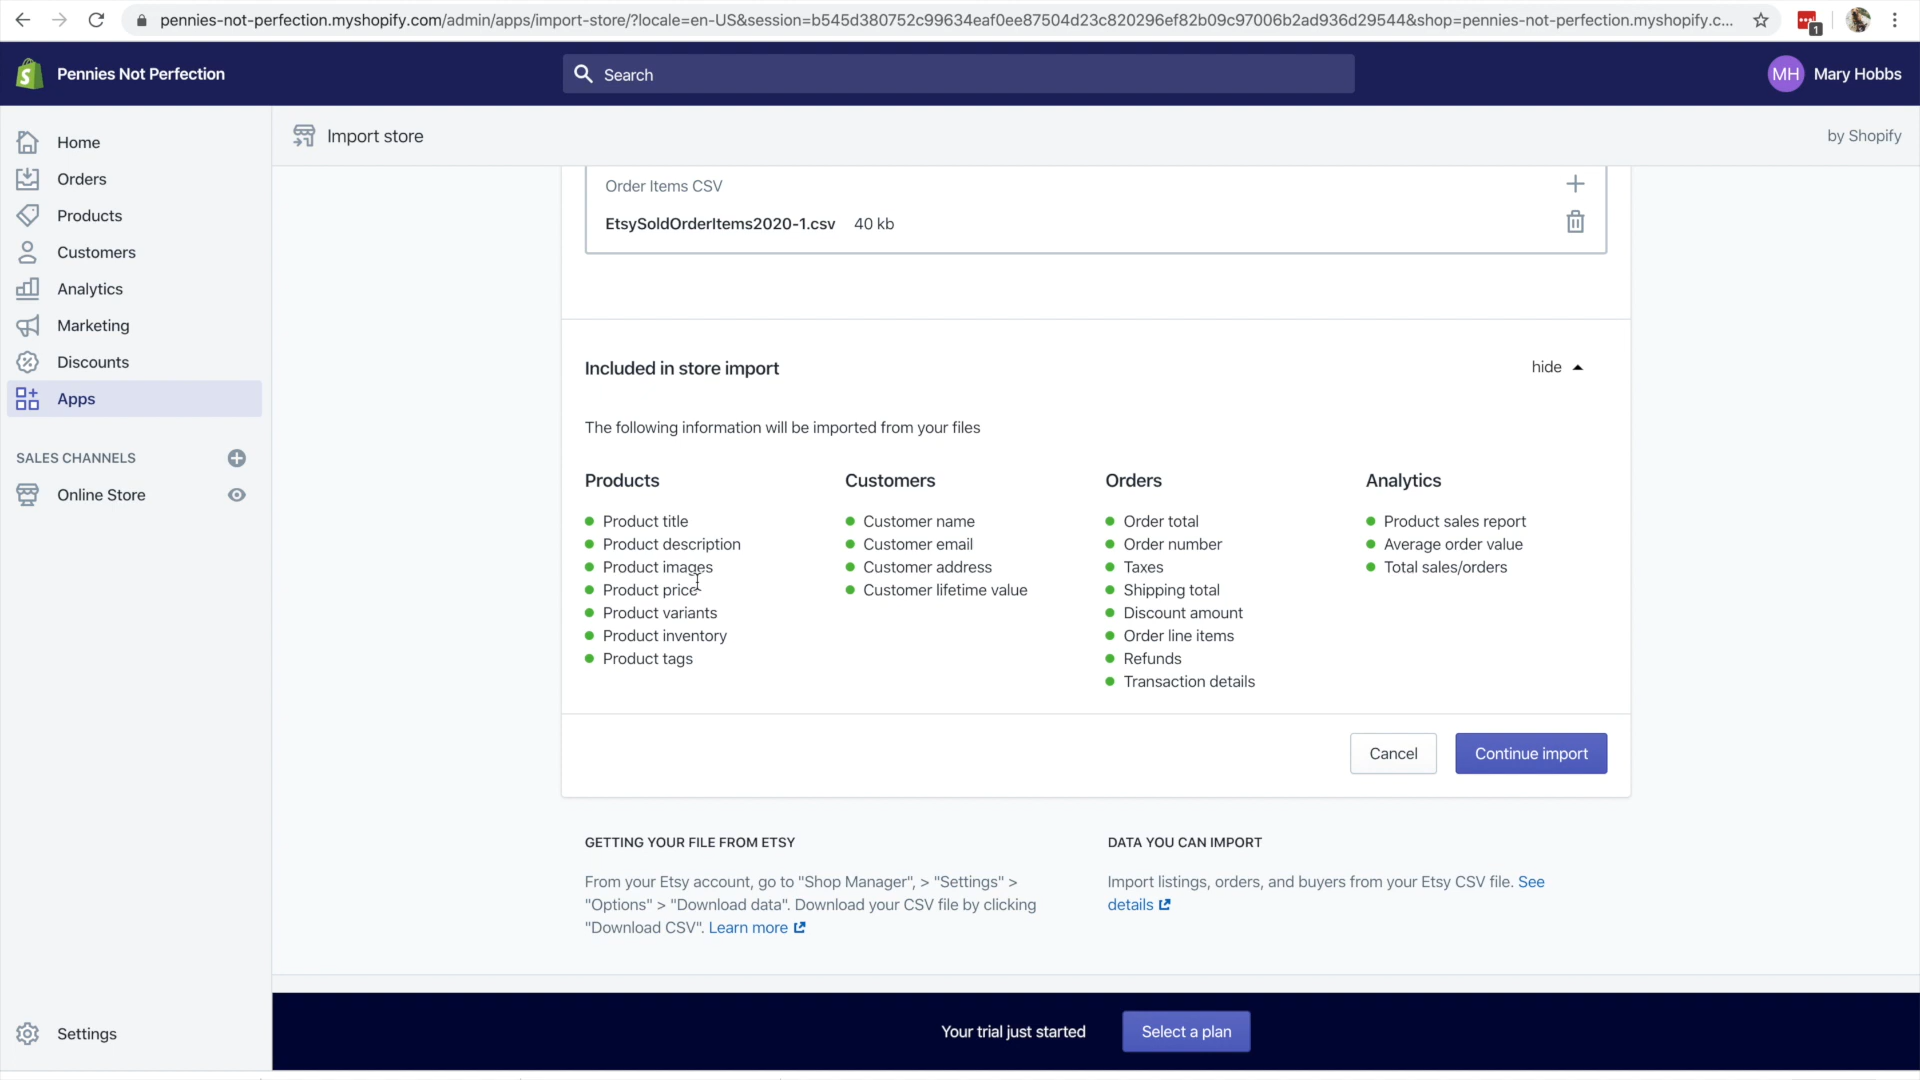 pennies-not-perfection.myshopify.com/admin/apps/import-store/?locale=en-US&session=b545d380752c99634eaf0ee87504d23c820296ef82b09c97006b2ad936d29544&shop=pennies-not-perfection.myshopify.c...
1
Pennies Not Perfection
Search
MH Mary Hobbs
Home
Orders
Products
Customers
Analytics
Marketing
Discounts
Apps
SALES CHANNELS
Online Store
Settings
Import store
by Shopify
Order Items CSV
EtsySoldOrderItems2020-1.csv 40 kb
Included in store import
hide
The following information will be imported from your files
Products
Product title
Product description
Product images
Product price
Product variants
Product inventory
Product tags
Customers
Customer name
Customer email
Customer address
Customer lifetime value
Orders
Order total
Order number
Taxes
Shipping total
Discount amount
Order line items
Refunds
Transaction details
Analytics
Product sales report
Average order value
Total sales/orders
Cancel
Continue import
GETTING YOUR FILE FROM ETSY
From your Etsy account, go to "Shop Manager", > "Settings" >
"Options" > "Download data". Download your CSV file by clicking
"Download CSV". Learn more
DATA YOU CAN IMPORT
Import listings, orders, and buyers from your Etsy CSV file. See
details
Your trial just started
Select a plan